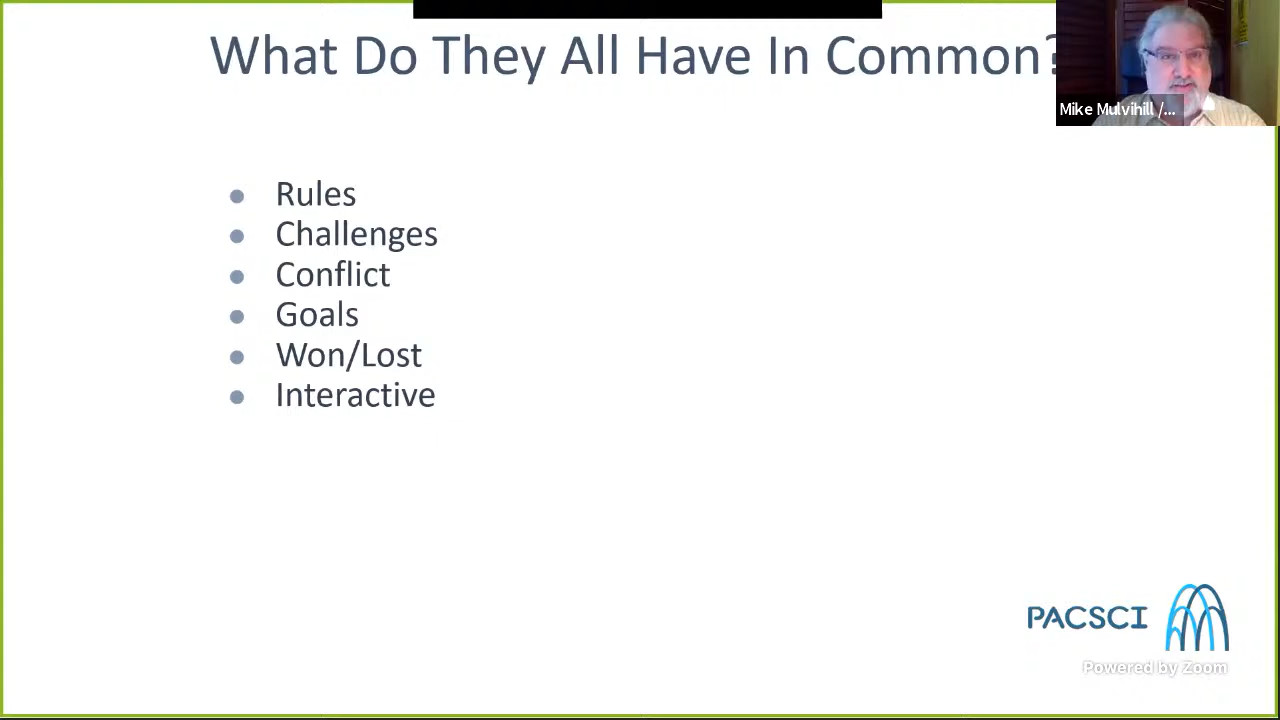 What Do They All Have In Common?
Mike Mulvihill /...
Rules
Challenges
Conflict
Goals
Won/Lost
Interactive
PACSCI
Powered by Zoom